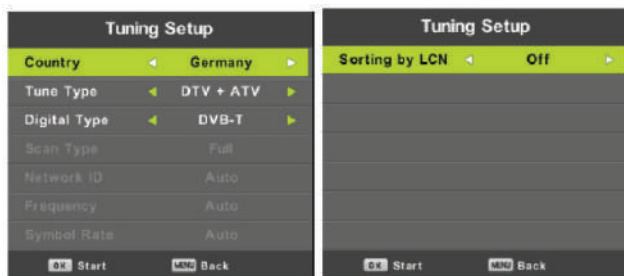 Tuning Setup
Country Germany
Tune Type DTV + ATV
Digital Type DVB-T
Scan Type Full
Network ID Auto
Frequency Auto
Symbol Rate Auto
OK Start MENU Back
Tuning Setup
Sorting by LCN Off
OK Start MENU Back